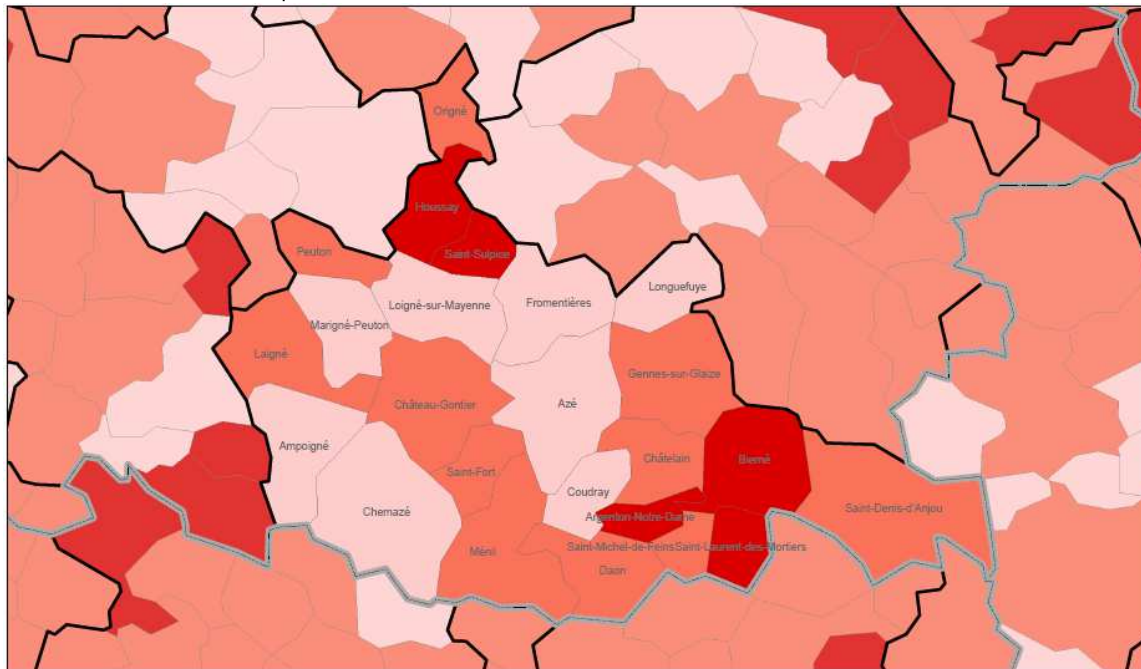 Origné
Houssay
Peuton
Saint-Sulpice
Longuefuye
Loigné-sur-Mayenne
Fromentières
Marigné-Peuton
Laigné
Gennes-sur-Glaize
Château-Gontier
Azé
Ampoigné
Châtelain
Bierné
Saint-Fort
Coudray
Chemazé
Saint-Denis-d'Anjou
Argenton-Notre-Dame
Ménil
Saint-Michel-de-Feins
Saint-Laurent-des-Mortiers
Daon